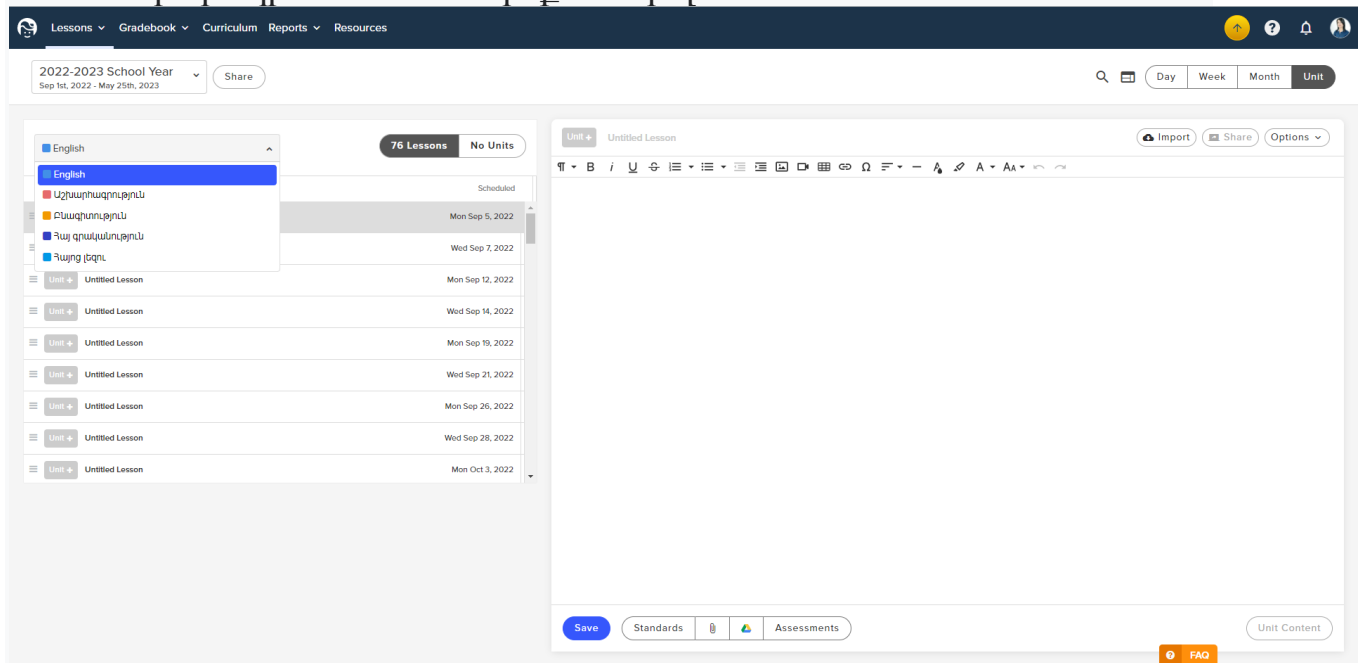 Lessons Gradebook Curriculum Reports Resources
2022-2023 School Year
Sep 1st, 2022 - May 25th, 2023
Share
Day Week Month Unit
English
76 Lessons No Units
English
Աշխարհագրություն
Բնագիտություն
Հայ գրականություն
Հայոց լեզու
Scheduled
Mon Sep 5, 2022
Wed Sep 7, 2022
Unit + Untitled Lesson Mon Sep 12, 2022
Unit + Untitled Lesson Wed Sep 14, 2022
Unit + Untitled Lesson Mon Sep 19, 2022
Unit + Untitled Lesson Wed Sep 21, 2022
Unit + Untitled Lesson Mon Sep 26, 2022
Unit + Untitled Lesson Wed Sep 28, 2022
Unit + Untitled Lesson Mon Oct 3, 2022
Unit + Untitled Lesson
Import Share Options
Save Standards Assessments Unit Content
FAQ